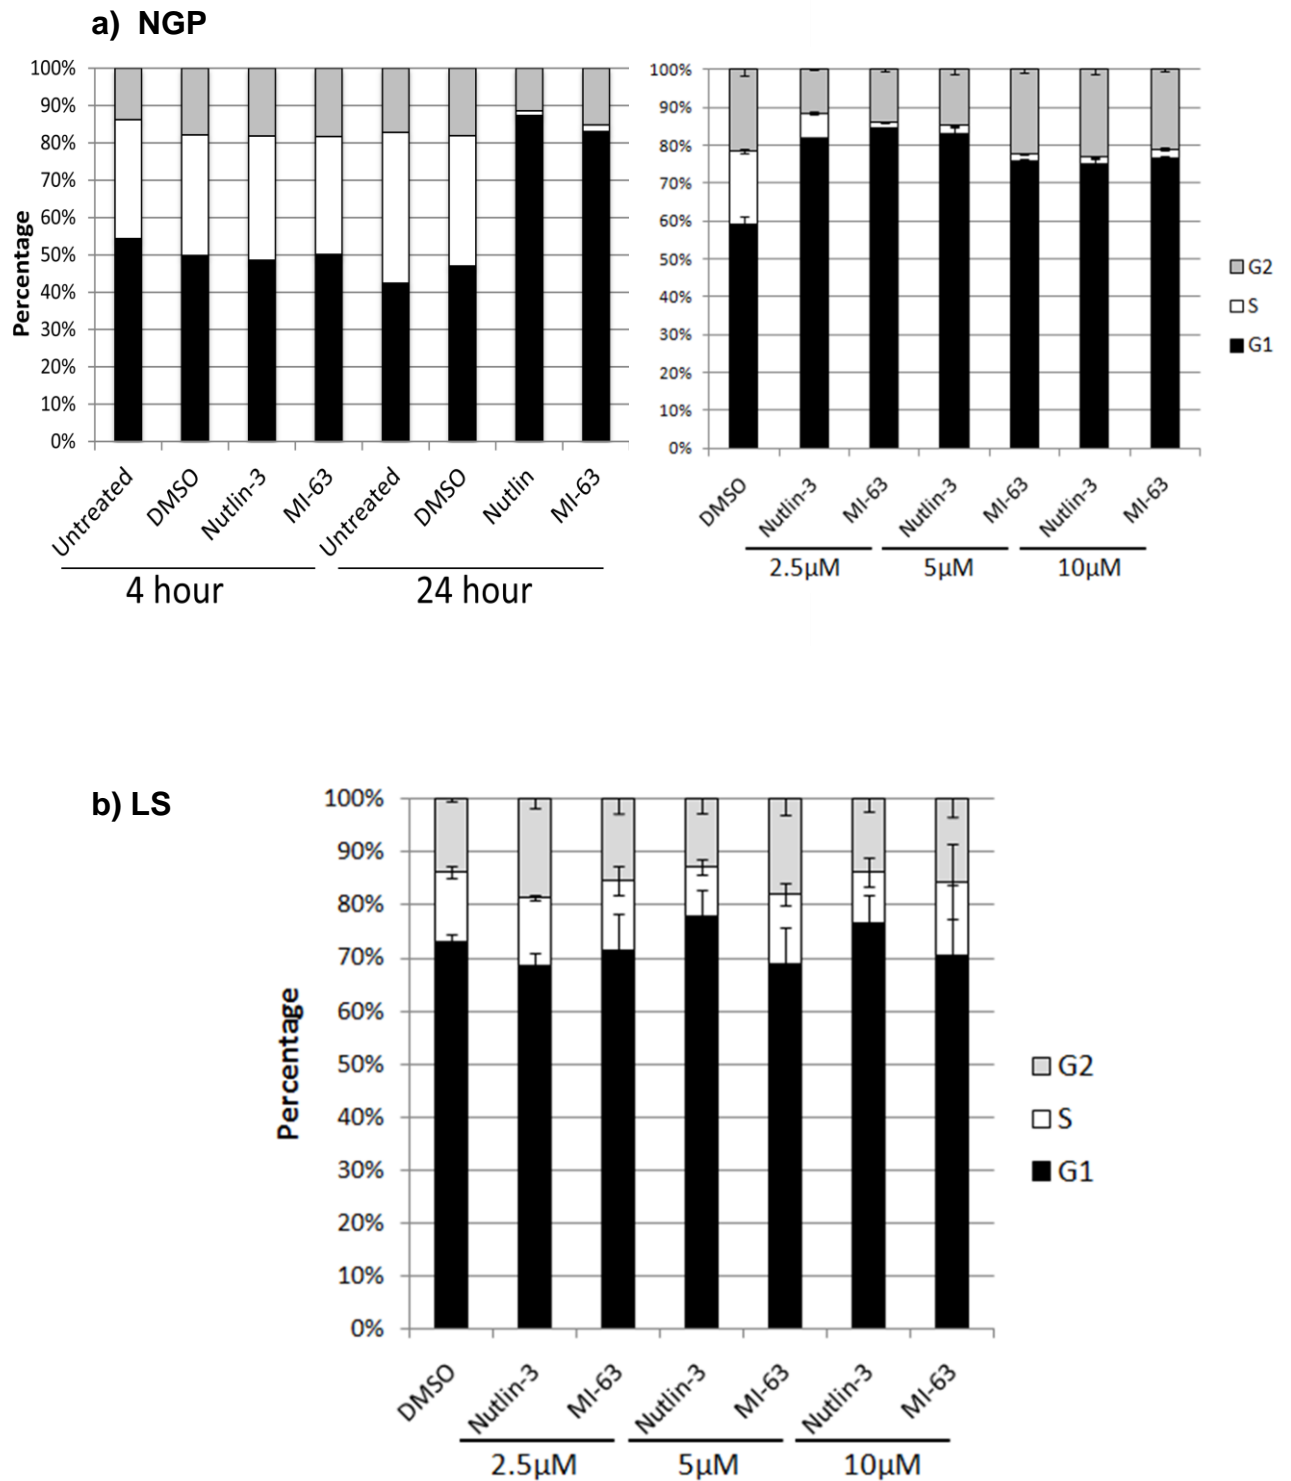 a) NGP
Percentage
100%
90%
80%
70%
60%
50%
40%
30%
20%
10%
0%
Untreated
DMSO
Nutlin-3
MI-63
Untreated
DMSO
Nutlin
MI-63
4 hour
24 hour
100%
90%
80%
70%
60%
50%
40%
30%
20%
10%
0%
DMSO
Nutlin-3
MI-63
Nutlin-3
MI-63
Nutlin-3
MI-63
2.5µM
5µM
10µM
G2
S
G1
b) LS
Percentage
100%
90%
80%
70%
60%
50%
40%
30%
20%
10%
0%
DMSO
Nutlin-3
MI-63
Nutlin-3
MI-63
Nutlin-3
MI-63
2.5µM
5µM
10µM
G2
S
G1